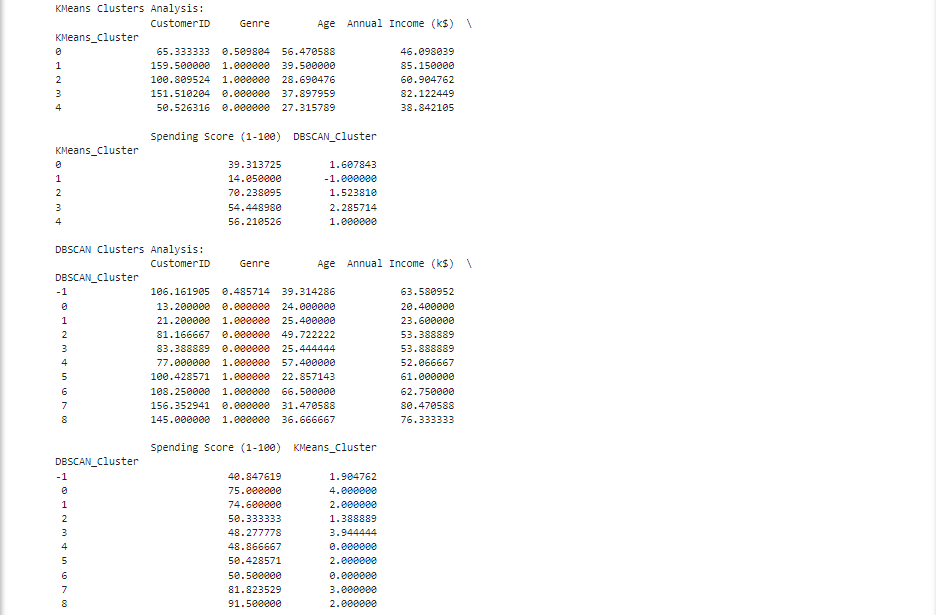 KMeans Clusters Analysis:
                CustomerID     Genre        Age  Annual Income (k$)  \
KMeans_Cluster
0                65.333333  0.509804  56.470588           46.098039
1               159.500000  1.000000  39.500000           85.150000
2               100.809524  1.000000  28.690476           60.904762
3               151.510204  0.000000  37.897959           82.122449
4                50.526316  0.000000  27.315789           38.842105
                Spending Score (1-100)  DBSCAN_Cluster
KMeans_Cluster
0                            39.313725        1.607843
1                            14.050000       -1.000000
2                            70.238095        1.523810
3                            54.448980        2.285714
4                            56.210526        1.000000
DBSCAN Clusters Analysis:
                CustomerID     Genre        Age  Annual Income (k$)  \
DBSCAN_Cluster
-1              106.161905  0.485714  39.314286           63.580952
 0               13.200000  0.000000  24.000000           20.400000
 1               21.200000  1.000000  25.400000           23.600000
 2               81.166667  0.000000  49.722222           53.388889
 3               83.388889  0.000000  25.444444           53.888889
 4               77.000000  1.000000  57.400000           52.066667
 5              100.428571  1.000000  22.857143           61.000000
 6              108.250000  1.000000  66.500000           62.750000
 7              156.352941  0.000000  31.470588           80.470588
 8              145.000000  1.000000  36.666667           76.333333
                Spending Score (1-100)  KMeans_Cluster
DBSCAN_Cluster
-1                           40.847619        1.904762
 0                           75.000000        4.000000
 1                           74.600000        2.000000
 2                           50.333333        1.388889
 3                           48.277778        3.944444
 4                           48.866667        0.000000
 5                           50.428571        2.000000
 6                           50.500000        0.000000
 7                           81.823529        3.000000
 8                           91.500000        2.000000